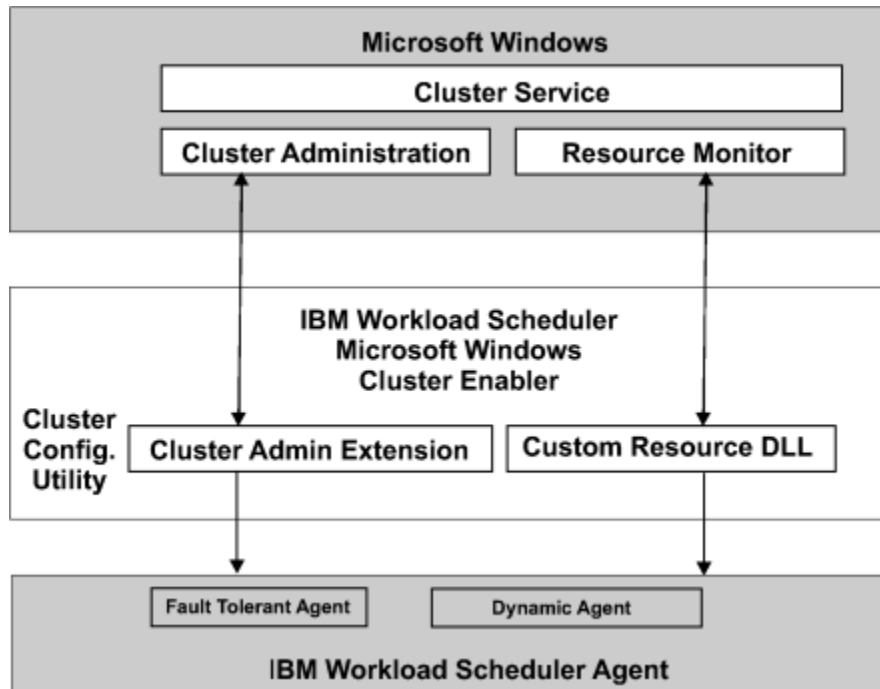 Microsoft Windows
Cluster Service
Cluster Administration
Resource Monitor
IBM Workload Scheduler
Microsoft Windows
Cluster Enabler
Cluster
Config.
Utility
Cluster Admin Extension
Custom Resource DLL
Fault Tolerant Agent
Dynamic Agent
IBM Workload Scheduler Agent